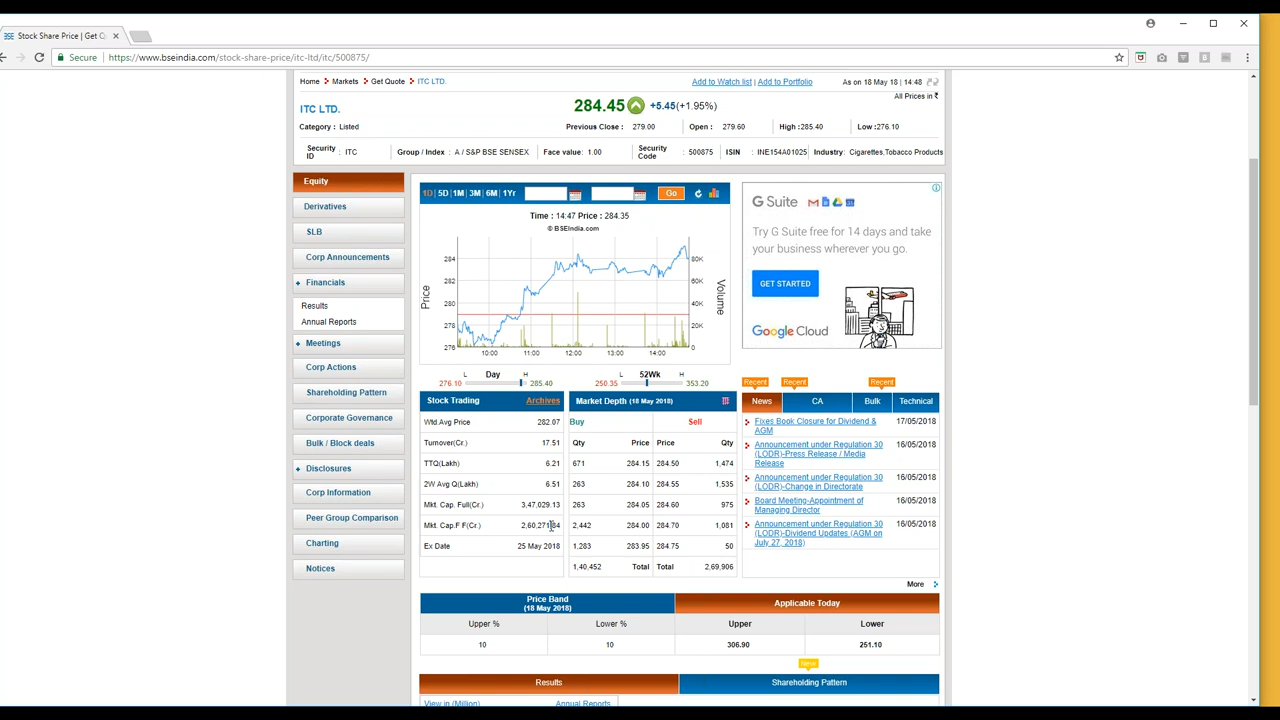 Stock Share Price | Get Q
Secure | https://www.bseindia.com/stock-share-price/itc-ltd/itc/500875/
Home Markets Get Quote ITC LTD. Add to Watch list | Add to Portfolio As on 18 May 18 | 14:48
All Prices in ₹
ITC LTD. 284.45 +5.45(+1.95%)
Category : Listed Previous Close : 279.00 Open : 279.60 High :285.40 Low :276.10
Security ID : ITC Group / Index : A / S&P BSE SENSEX Face value: 1.00 Security Code : 500875 ISIN : INE154A01025 Industry: Cigarettes,Tobacco Products
Equity
Derivatives
SLB
Corp Announcements
Financials
Results
Annual Reports
Meetings
Corp Actions
Shareholding Pattern
Corporate Governance
Bulk / Block deals
Disclosures
Corp Information
Peer Group Comparison
Charting
Notices
1D| 5D| 1M| 3M| 6M| 1Yr Go
Time : 14:47 Price : 284.35
© BSEIndia.com
Price
284
282
280
278
276
10:00 11:00 12:00 13:00 14:00
80K
60K
40K
20K
0
Volume
L Day H
276.10 285.40
L 52Wk H
250.35 353.20
Stock Trading Archives
Wtd Avg Price 282.07
Turnover(Cr.) 17.51
TTQ(Lakh) 6.21
2W Avg Q(Lakh) 6.51
Mkt. Cap. Full(Cr.) 3,47,029.13
Mkt. Cap.F F(Cr.)
Ex Date 25 May 2018
Market Depth (18 May 2018)
Buy Sell
Qty Price Price Qty
671 284.15 284.50 1,474
263 284.10 284.55 1,535
263 284.05 284.60 975
2,442 284.00 284.70 1,081
1,283 283.95 284.75 50
1,40,452 Total Total 2,69,906
G Suite
Try G Suite free for 14 days and take
your business wherever you go.
GET STARTED
Google Cloud
Recent Recent Recent
News CA Bulk Technical
Fixes Book Closure for Dividend & 17/05/2018
AGM
Announcement under Regulation 30 16/05/2018
(LODR)-Press Release / Media
Release
Announcement under Regulation 30 16/05/2018
(LODR)-Change in Directorate
Board Meeting-Appointment of 16/05/2018
Managing Director
Announcement under Regulation 30 16/05/2018
(LODR)-Dividend Updates (AGM on
July 27, 2018)
More
Price Band
(18 May 2018)
Applicable Today
Upper % Lower % Upper Lower
10 10 306.90 251.10
New
Results Shareholding Pattern
View in (Million) Annual Reports